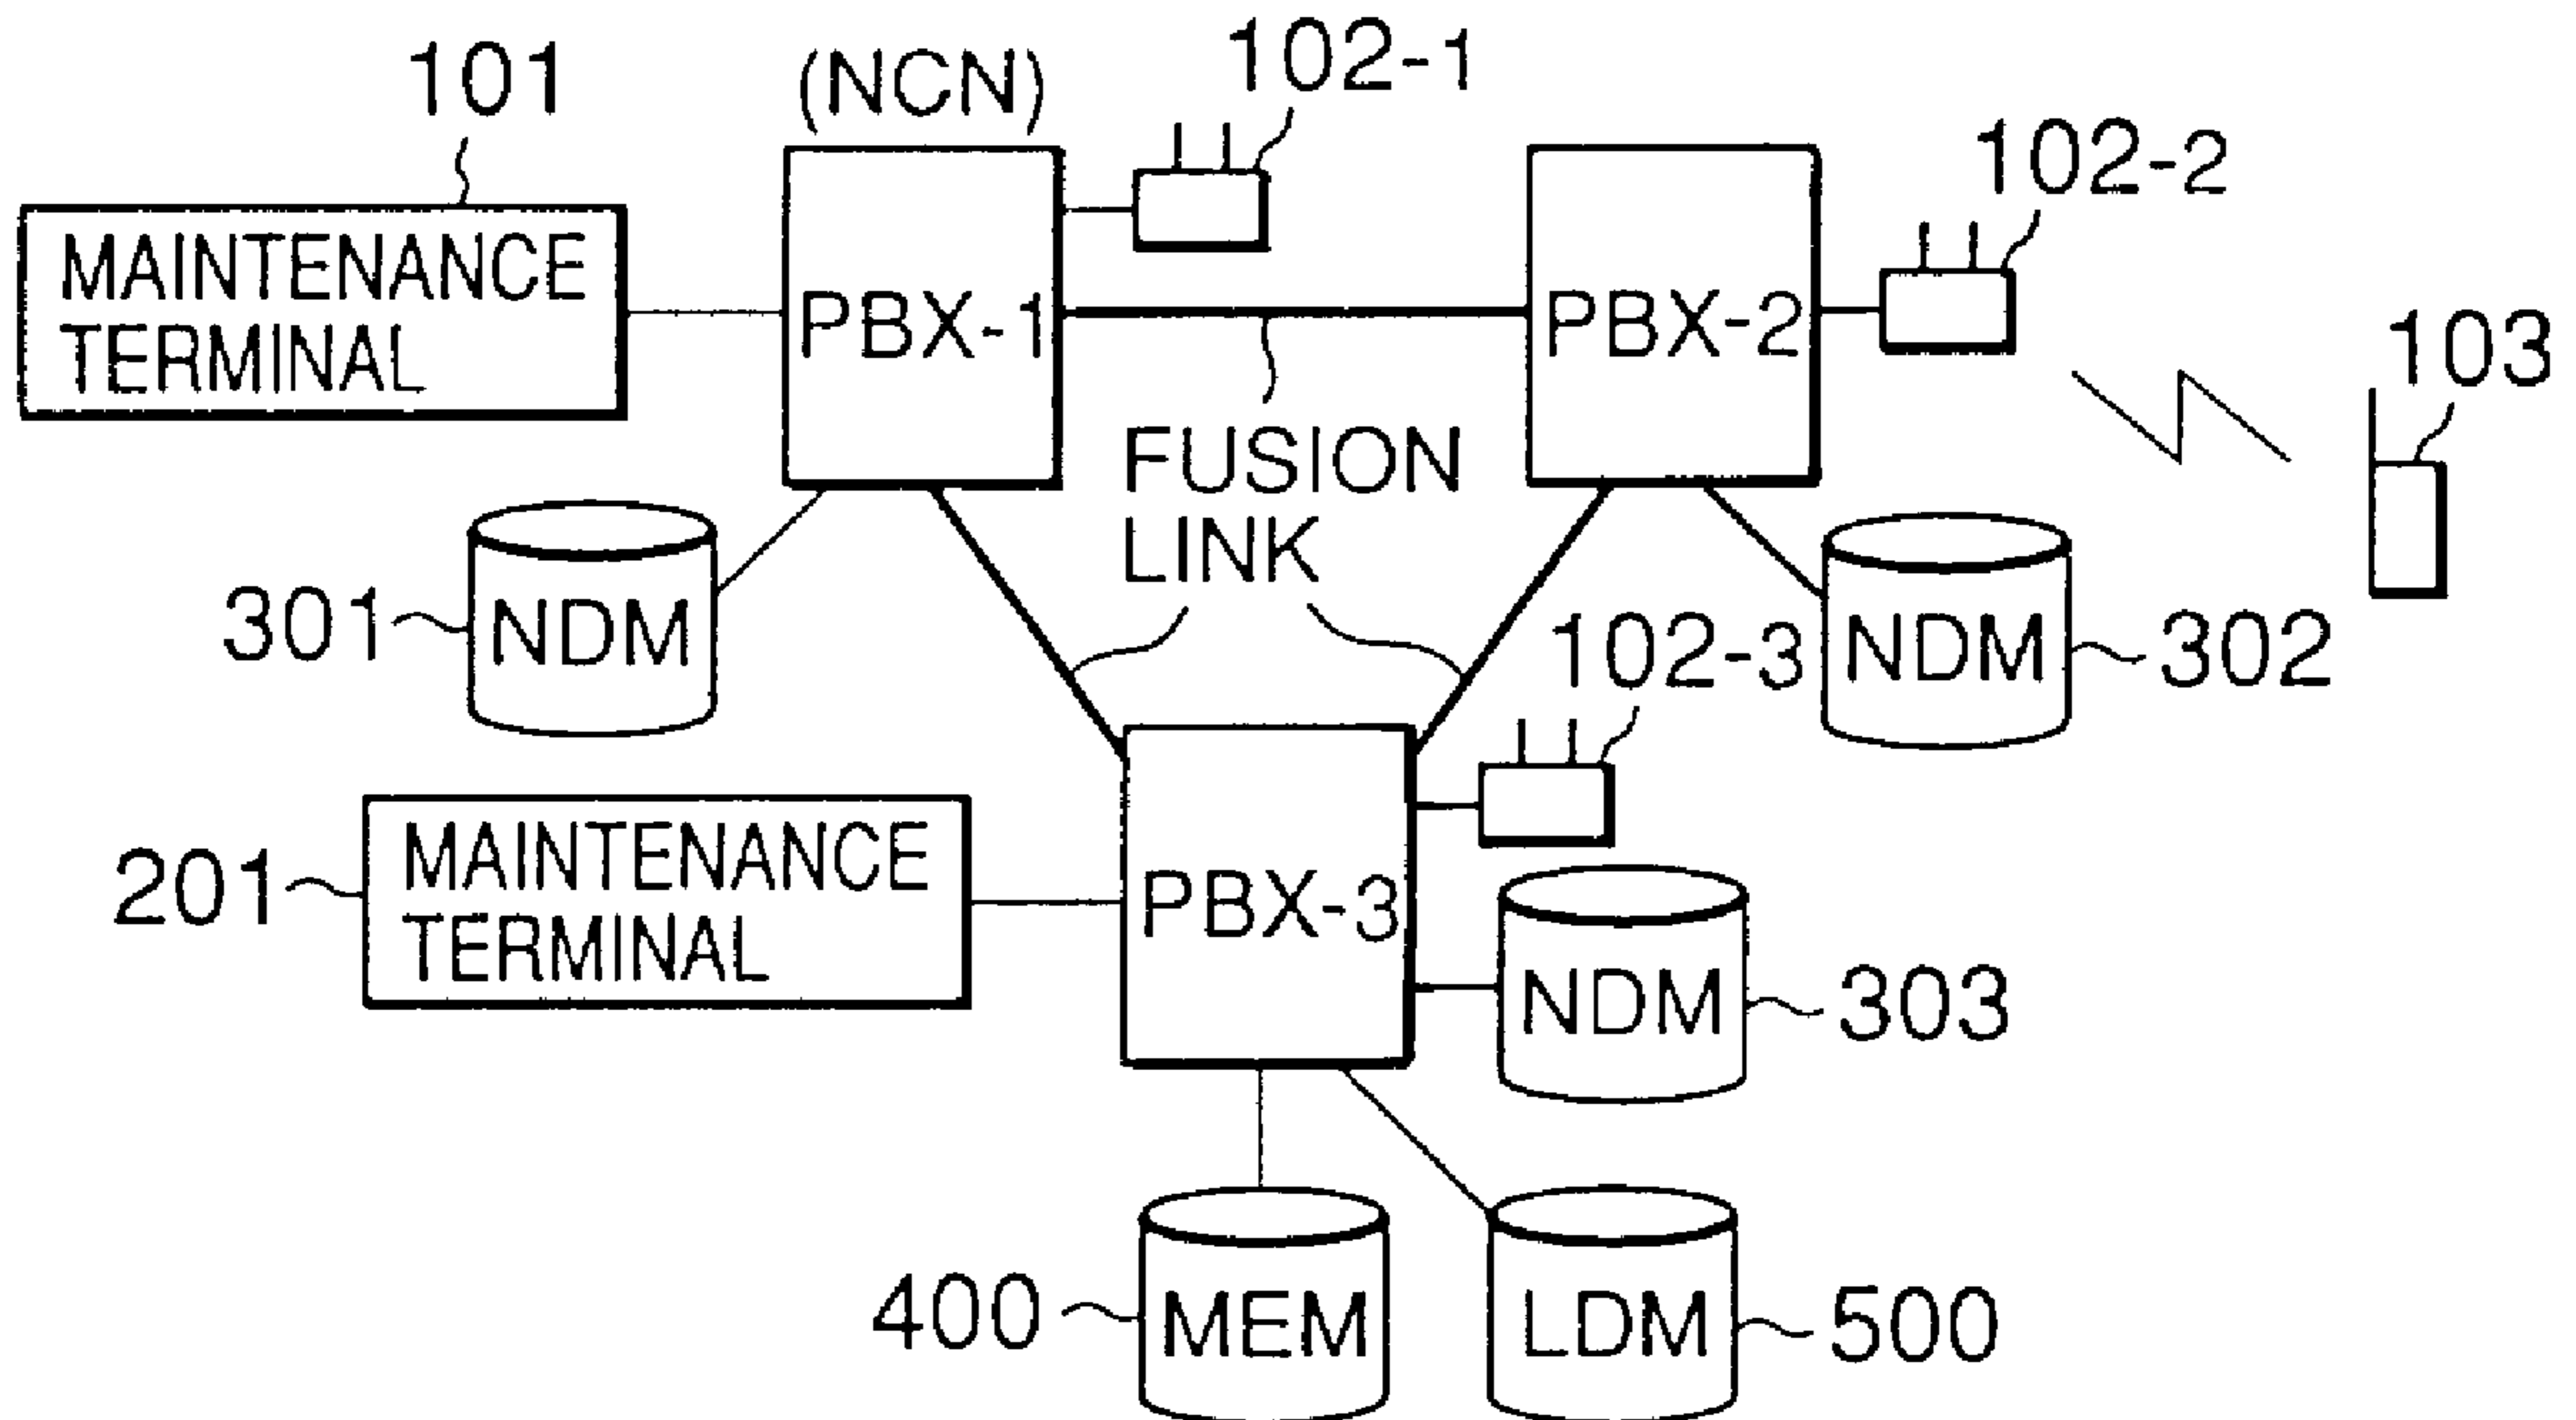 101
(NCN)
102-1
102-2
MAINTENANCE
TERMINAL
PBX-1
PBX-2
103
FUSION
LINK
301
NDM
102-3
NDM
302
201
MAINTENANCE
TERMINAL
PBX-3
NDM
303
400
MEM
LDM
500